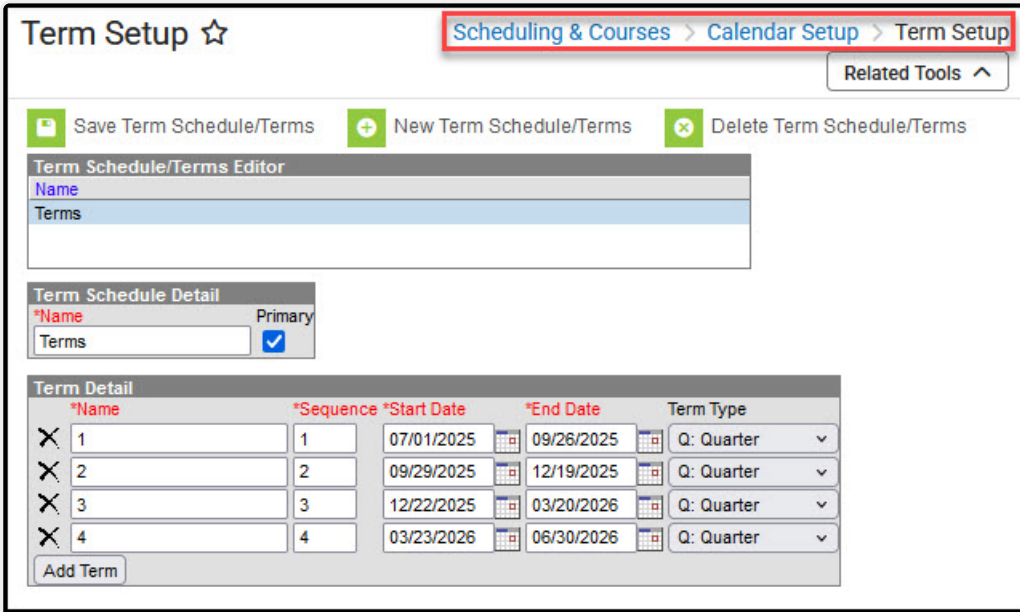 Term Setup
Scheduling & Courses > Calendar Setup > Term Setup
Related Tools
Save Term Schedule/Terms New Term Schedule/Terms Delete Term Schedule/Terms
Term Schedule/Terms Editor
Name
Terms
Term Schedule Detail
*Name Primary
Terms
Term Detail
*Name *Sequence *Start Date *End Date Term Type
1 1 07/01/2025 09/26/2025 Q: Quarter
2 2 09/29/2025 12/19/2025 Q: Quarter
3 3 12/22/2025 03/20/2026 Q: Quarter
4 4 03/23/2026 06/30/2026 Q: Quarter
Add Term